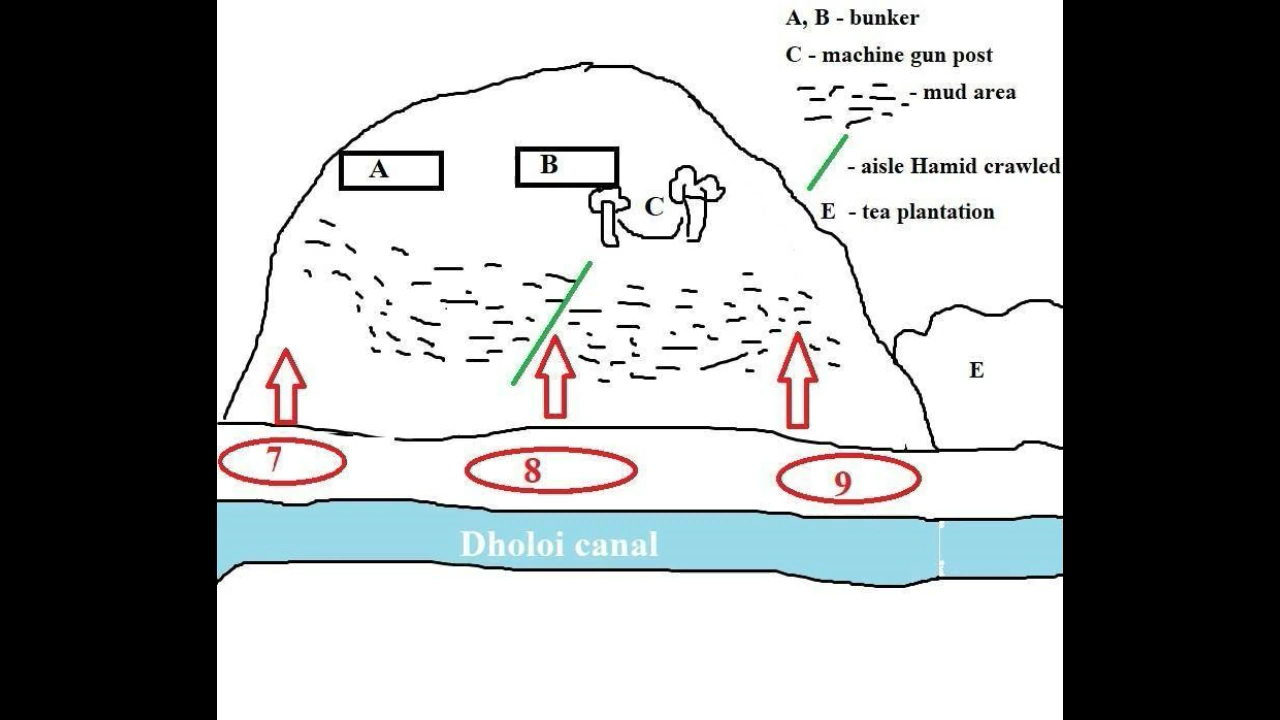 A, B - bunker
C - machine gun post
- mud area
- aisle Hamid crawled
E - tea plantation
A
B
C
E
7
8
9
Dholoi canal